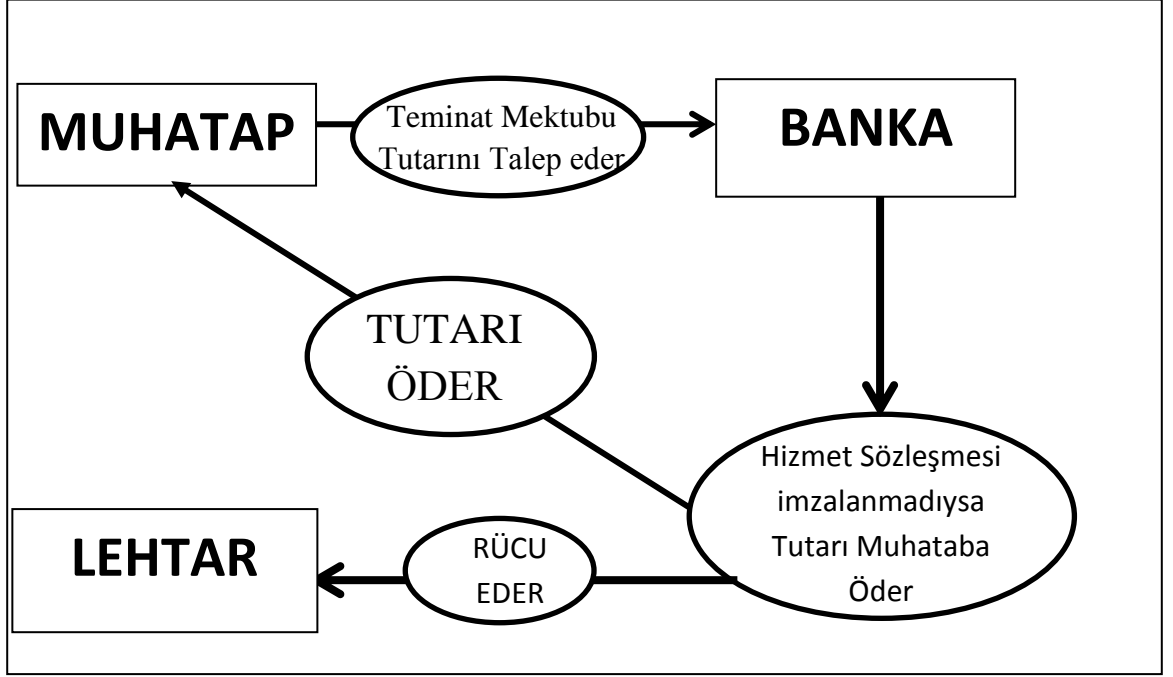 MUHATAP
Teminat Mektubu
Tutarını Talep eder
BANKA
TUTARI
ÖDER
Hizmet Sözleşmesi
imzalanmadıysa
Tutarı Muhataba
Öder
RÜCU
EDER
LEHTAR